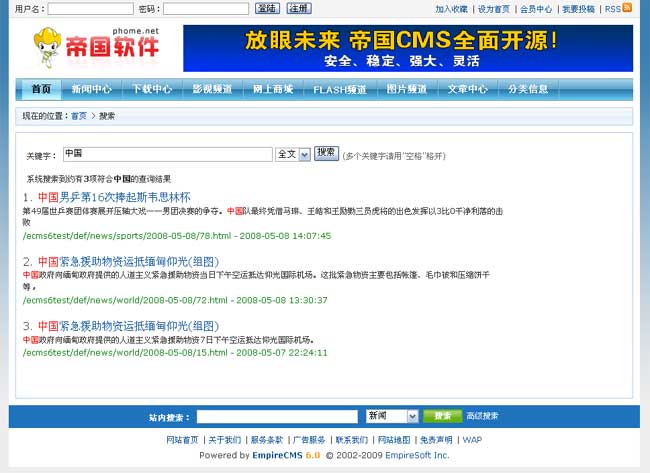 用户名： 密码： 登陆 注册 加入收藏 | 设为首页 | 会员中心 | 我要投稿 | RSS
phome.net
帝国软件
放眼未来 帝国CMS全面开源!
安全、稳定、强大、灵活
首页 新闻中心 下载中心 影视频道 网上商城 FLASH频道 图片频道 文章中心 分类信息
现在的位置：首页 > 搜索
关键字： 中国 全文 搜索 (多个关键字请用"空格"格开)
系统搜索到约有3项符合中国的查询结果
1. 中国男乒第16次捧起斯韦思林杯
第49届世乒赛团体赛展开压轴大戏——男团决赛的争夺。中国队最终凭借马琳、王皓和王励勤三员虎将的出色发挥以3比0干净利落的击
败
/ecms6test/def/news/sports/2008-05-08/78.html - 2008-05-08 14:07:45
2. 中国紧急援助物资运抵缅甸仰光(组图)
中国政府向缅甸政府提供的人道主义紧急援助物资当日下午空运抵达仰光国际机场。这批紧急物资主要包括帐篷、毛巾被和压缩饼干
等。
/ecms6test/def/news/world/2008-05-08/72.html - 2008-05-08 13:30:37
3. 中国紧急援助物资运抵缅甸仰光(组图)
中国政府向缅甸政府提供的人道主义紧急援助物资7日下午空运抵达仰光国际机场。
/ecms6test/def/news/world/2008-05-08/15.html - 2008-05-07 22:24:11
站内搜索： 新闻 搜索 高级搜索
网站首页 | 关于我们 | 服务条款 | 广告服务 | 联系我们 | 网站地图 | 免责声明 | WAP
Powered by EmpireCMS 6.0 © 2002-2009 EmpireSoft Inc.